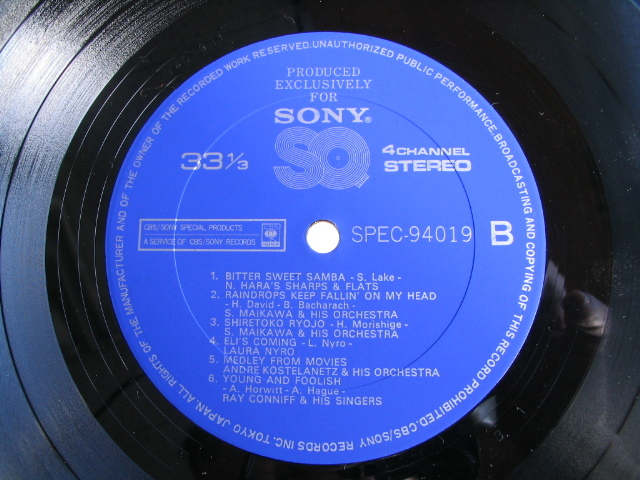 PRODUCED
EXCLUSIVELY
FOR
SONY®
SQ
33 1/3
4 CHANNEL
STEREO
CBS/SONY SPECIAL PRODUCTS
A SERVICE OF CBS/SONY RECORDS
SPEC-94019 B
1. BITTER SWEET SAMBA - S. Lake -
N. HARA'S SHARPS & FLATS
2. RAINDROPS KEEP FALLIN' ON MY HEAD
- H. David - B. Bacharach -
S. MAIKAWA & HIS ORCHESTRA
3. SHIRETOKO RYOJO - H. Morishige -
S. MAIKAWA & HIS ORCHESTRA
4. ELI'S COMING - L. Nyro -
LAURA NYRO
5. MEDLEY FROM MOVIES
ANDRE KOSTELANETZ & HIS ORCHESTRA
6. YOUNG AND FOOLISH
- A. Horwitt - A. Hague -
RAY CONNIFF & HIS SINGERS
CBS/SONY RECORDS INC. TOKYO JAPAN. ALL RIGHTS OF THE MANUFACTURER AND OF THE OWNER OF THE RECORDED WORK RESERVED. UNAUTHORIZED PUBLIC PERFORMANCE. BROADCASTING AND COPYING OF THIS RECORD PROHIBITED.